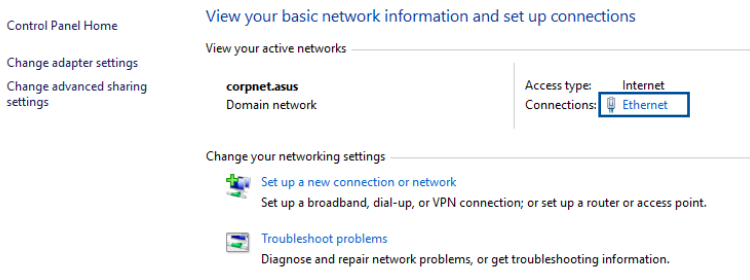 Control Panel Home
Change adapter settings
Change advanced sharing
settings
View your basic network information and set up connections
View your active networks
corpnet.asus
Domain network
Access type: Internet
Connections: Ethernet
Change your networking settings
Set up a new connection or network
Set up a broadband, dial-up, or VPN connection; or set up a router or access point.
Troubleshoot problems
Diagnose and repair network problems, or get troubleshooting information.